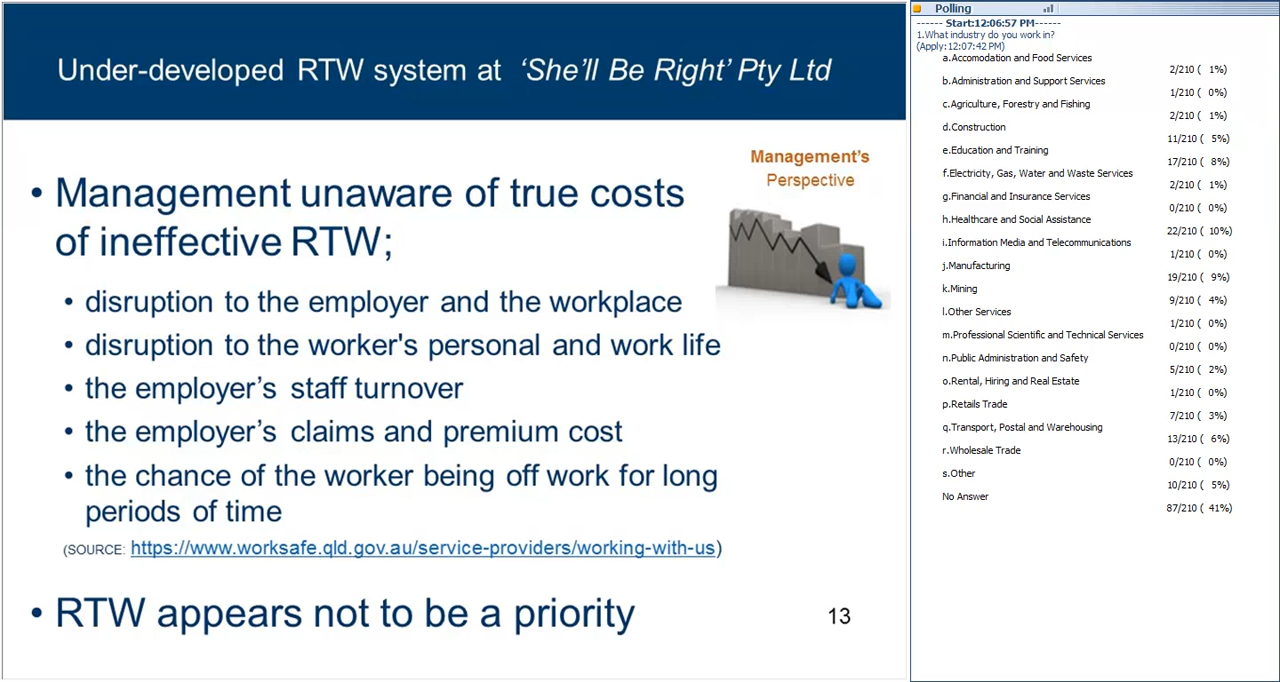 Under-developed RTW system at ‘She’ll Be Right’ Pty Ltd
Management’s
Perspective
• Management unaware of true costs
of ineffective RTW;
• disruption to the employer and the workplace
• disruption to the worker's personal and work life
• the employer’s staff turnover
• the employer’s claims and premium cost
• the chance of the worker being off work for long
periods of time
(SOURCE: https://www.worksafe.qld.gov.au/service-providers/working-with-us)
• RTW appears not to be a priority
13
Polling
------ Start:12:06:57 PM------
1.What industry do you work in?
(Apply:12:07:42 PM)
a.Accomodation and Food Services
2/210 ( 1%)
b.Administration and Support Services
1/210 ( 0%)
c.Agriculture, Forestry and Fishing
2/210 ( 1%)
d.Construction
11/210 ( 5%)
e.Education and Training
17/210 ( 8%)
f.Electricity, Gas, Water and Waste Services
2/210 ( 1%)
g.Financial and Insurance Services
0/210 ( 0%)
h.Healthcare and Social Assistance
22/210 ( 10%)
i.Information Media and Telecommunications
1/210 ( 0%)
j.Manufacturing
19/210 ( 9%)
k.Mining
9/210 ( 4%)
l.Other Services
1/210 ( 0%)
m.Professional Scientific and Technical Services
0/210 ( 0%)
n.Public Administration and Safety
5/210 ( 2%)
o.Rental, Hiring and Real Estate
1/210 ( 0%)
p.Retails Trade
7/210 ( 3%)
q.Transport, Postal and Warehousing
13/210 ( 6%)
r.Wholesale Trade
0/210 ( 0%)
s.Other
10/210 ( 5%)
No Answer
87/210 ( 41%)